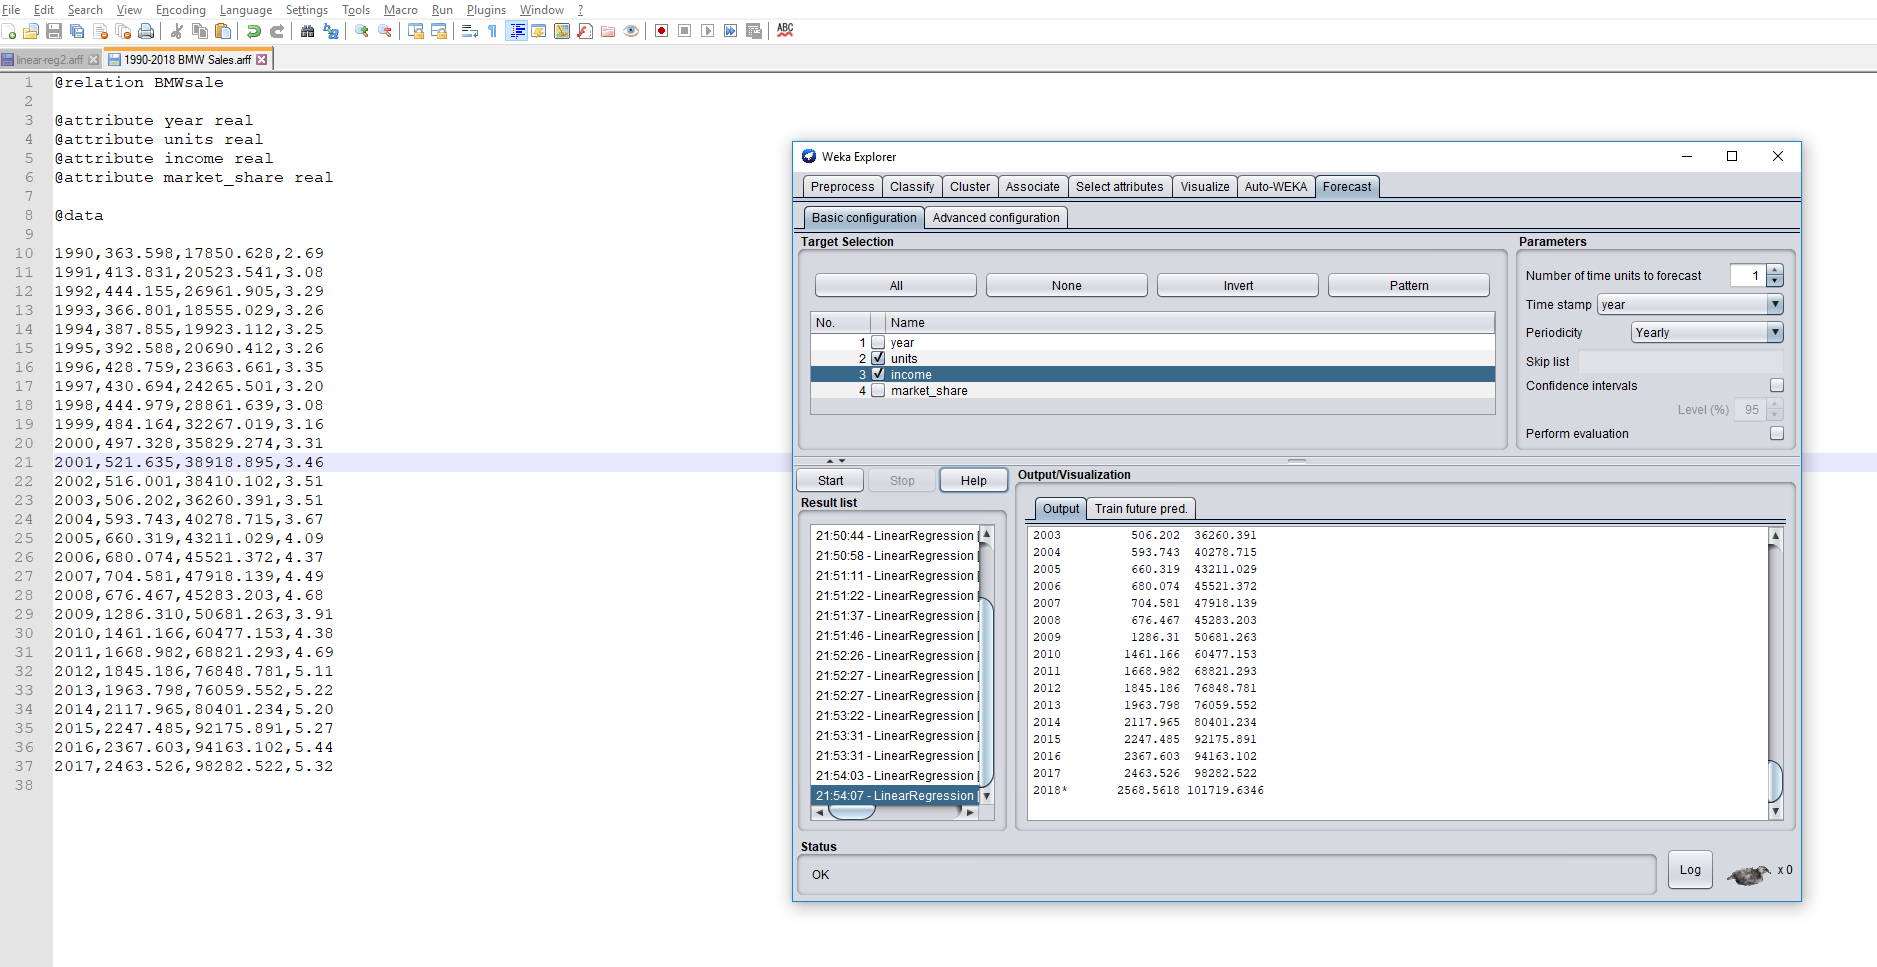 File Edit Search View Encoding Language Settings Tools Macro Run Plugins Window ?
ABC
linear-reg2.arff 1990-2018 BMW Sales.arff
1 @relation BMWsale
2
3 @attribute year real
4 @attribute units real
5 @attribute income real
6 @attribute market_share real
7
8 @data
9
10 1990,363.598,17850.628,2.69
11 1991,413.831,20523.541,3.08
12 1992,444.155,26961.905,3.29
13 1993,366.801,18555.029,3.26
14 1994,387.855,19923.112,3.25
15 1995,392.588,20690.412,3.26
16 1996,428.759,23663.661,3.35
17 1997,430.694,24265.501,3.20
18 1998,444.979,28861.639,3.08
19 1999,484.164,32267.019,3.16
20 2000,497.328,35829.274,3.31
21 2001,521.635,38918.895,3.46
22 2002,516.001,38410.102,3.51
23 2003,506.202,36260.391,3.51
24 2004,593.743,40278.715,3.67
25 2005,660.319,43211.029,4.09
26 2006,680.074,45521.372,4.37
27 2007,704.581,47918.139,4.49
28 2008,676.467,45283.203,4.68
29 2009,1286.310,50681.263,3.91
30 2010,1461.166,60477.153,4.38
31 2011,1668.982,68821.293,4.69
32 2012,1845.186,76848.781,5.11
33 2013,1963.798,76059.552,5.22
34 2014,2117.965,80401.234,5.20
35 2015,2247.485,92175.891,5.27
36 2016,2367.603,94163.102,5.44
37 2017,2463.526,98282.522,5.32
38
Weka Explorer
Preprocess Classify Cluster Associate Select attributes Visualize Auto-WEKA Forecast
Basic configuration Advanced configuration
Target Selection
All None Invert Pattern
No. Name
1 year
2 units
3 income
4 market_share
Parameters
Number of time units to forecast 1
Time stamp year
Periodicity Yearly
Skip list
Confidence intervals
Level (%) 95
Perform evaluation
Start Stop Help
Result list
21:50:44 - LinearRegression [
21:50:58 - LinearRegression [
21:51:11 - LinearRegression [
21:51:22 - LinearRegression [
21:51:37 - LinearRegression [
21:51:46 - LinearRegression [
21:52:26 - LinearRegression [
21:52:27 - LinearRegression [
21:52:27 - LinearRegression [
21:53:22 - LinearRegression [
21:53:31 - LinearRegression [
21:53:31 - LinearRegression [
21:54:03 - LinearRegression [
21:54:07 - LinearRegression [
Output/Visualization
Output Train future pred.
2003 506.202 36260.391
2004 593.743 40278.715
2005 660.319 43211.029
2006 680.074 45521.372
2007 704.581 47918.139
2008 676.467 45283.203
2009 1286.31 50681.263
2010 1461.166 60477.153
2011 1668.982 68821.293
2012 1845.186 76848.781
2013 1963.798 76059.552
2014 2117.965 80401.234
2015 2247.485 92175.891
2016 2367.603 94163.102
2017 2463.526 98282.522
2018* 2568.5618 101719.6346
Status
OK
Log
x 0